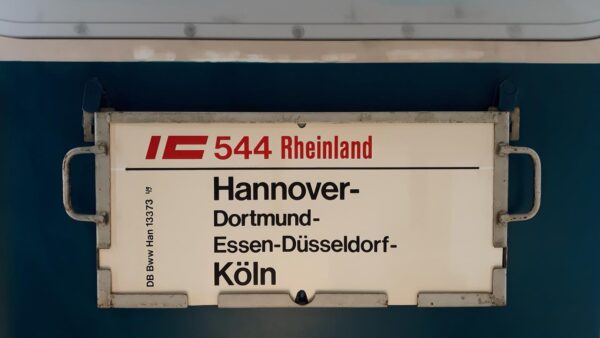 IC 544 Rheinland
Hannover-
Dortmund-
Essen-Düsseldorf-
Köln
DB Bww Han 13373